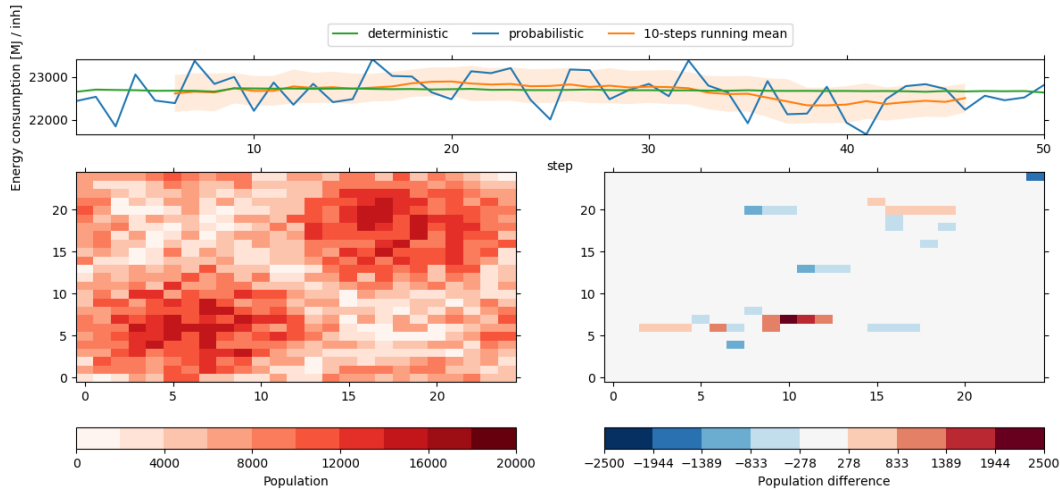 Energy consumption [MJ / inh]
deterministic probabilistic 10-steps running mean
23000
22000
10 20 30 40 50
step
20
15
10
5
0
0 5 10 15 20
20
15
10
5
0
0 5 10 15 20
0 4000 8000 12000 16000 20000
Population
−2500 −1944 −1389 −833 −278 278 833 1389 1944 2500
Population difference